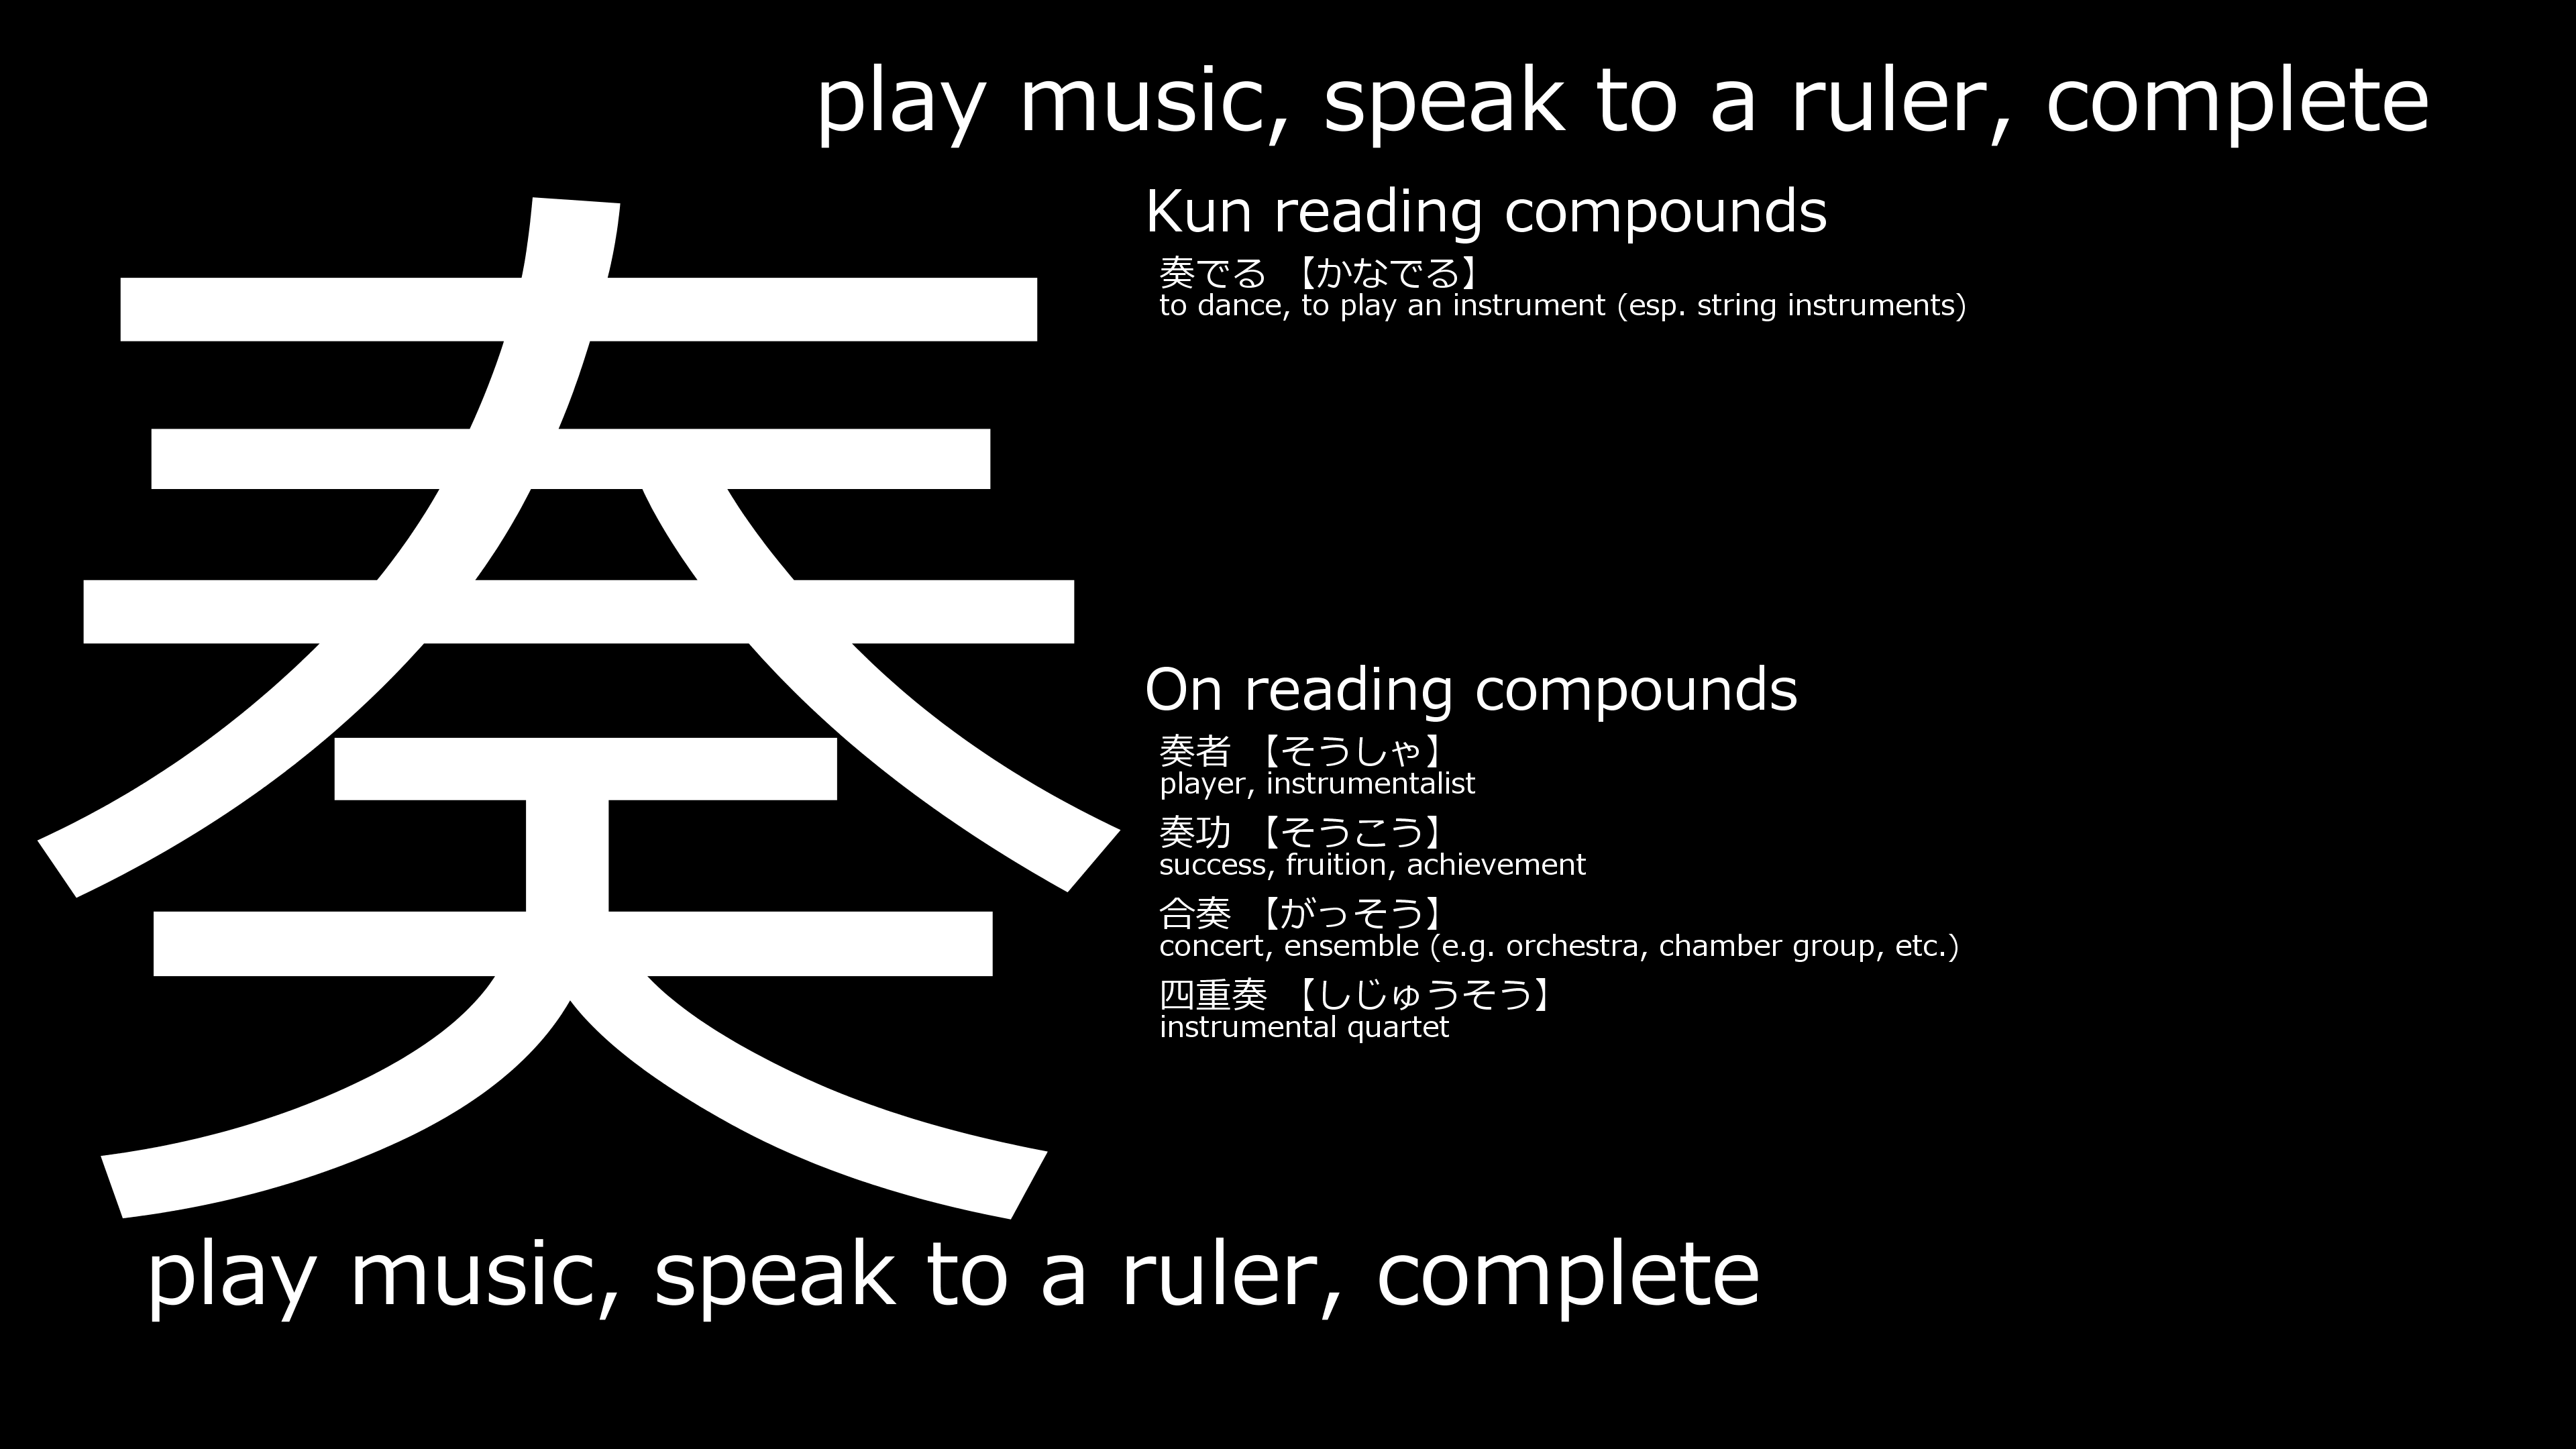 play music, speak to a ruler, complete
奏
Kun reading compounds
奏でる 【かなでる】
to dance, to play an instrument (esp. string instruments)
On reading compounds
奏者 【そうしゃ】
player, instrumentalist
奏功 【そうこう】
success, fruition, achievement
合奏 【がっそう】
concert, ensemble (e.g. orchestra, chamber group, etc.)
四重奏 【しじゅうそう】
instrumental quartet
play music, speak to a ruler, complete